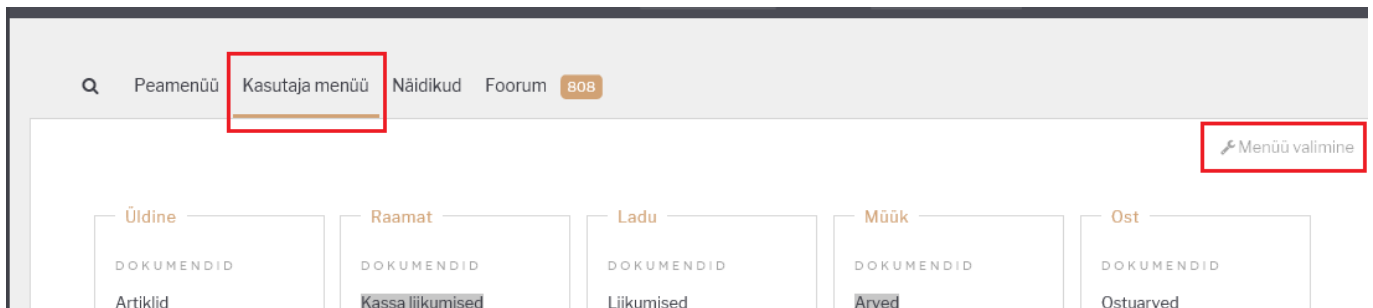 Peamenüü Kasutaja menüü Näidikud Foorum 808
Menüü valimine
Üldine Raamat Ladu Müük Ost
DOKUMENDID DOKUMENDID DOKUMENDID DOKUMENDID DOKUMENDID
Artiklid Kassa liikumised Liikumised Arved Ostuarved